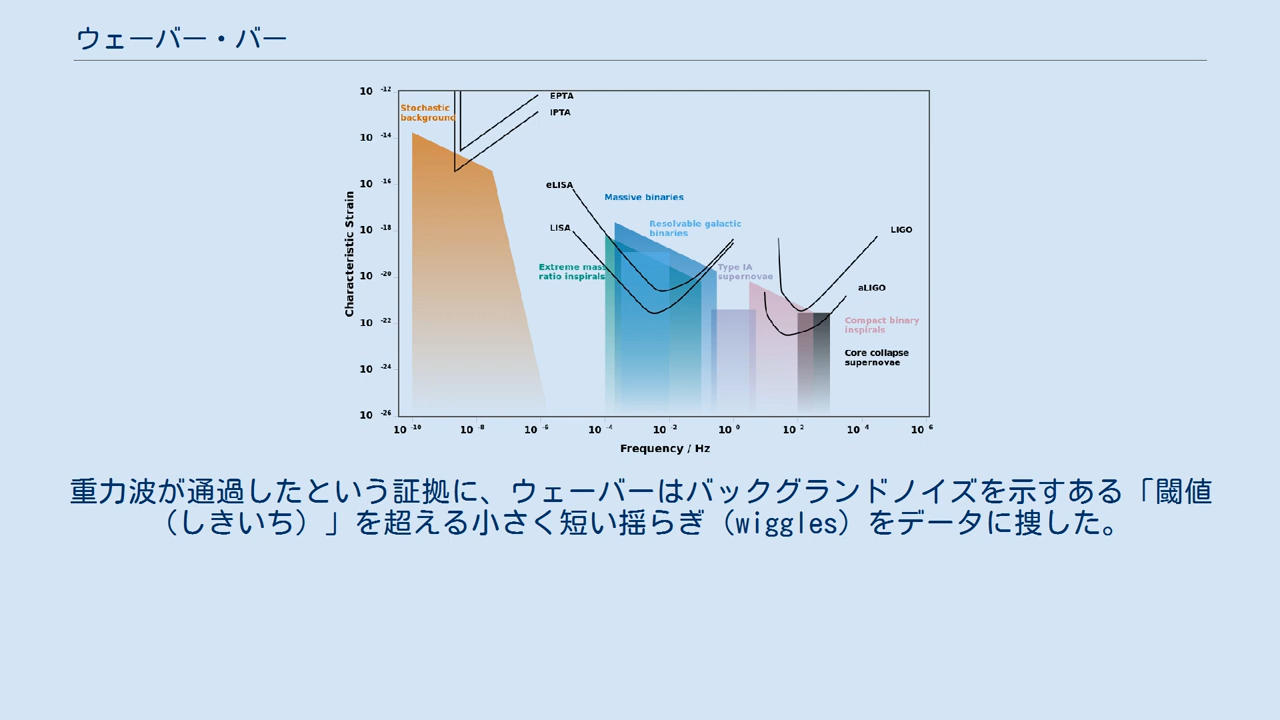 ウェーバー・バー
10 -12
10 -14
10 -16
10 -18
10 -20
10 -22
10 -24
10 -26
Characteristic Strain
Stochastic
background
EPTA
IPTA
eLISA
Massive binaries
LISA
Resolvable galactic
binaries
Extreme mass
ratio inspirals
Type IA
supernovae
LIGO
aLIGO
Compact binary
inspirals
Core collapse
supernovae
10 -10 10 -8 10 -6 10 -4 10 -2 10 0 10 2 10 4 10 6
Frequency / Hz
重力波が通過したという証拠に、ウェーバーはバックグランドノイズを示すある「閾値
（しきいち）」を超える小さく短い揺らぎ（wiggles）をデータに捜した。